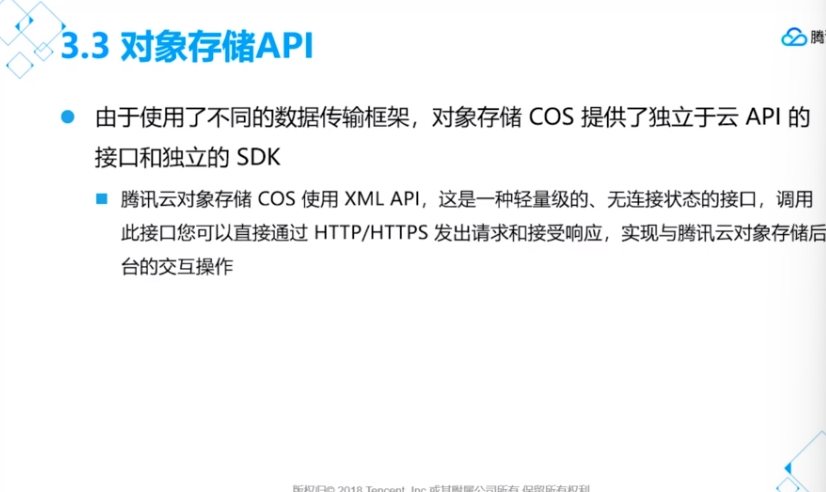 3.3 对象存储API
腾
由于使用了不同的数据传输框架，对象存储 COS 提供了独立于云 API 的
接口和独立的 SDK
腾讯云对象存储 COS 使用 XML API，这是一种轻量级的、无连接状态的接口，调用
此接口您可以直接通过 HTTP/HTTPS 发出请求和接受响应，实现与腾讯云对象存储后
台的交互操作
版权归© 2018 Tencent, Inc 或其附属公司所有 保留所有权利